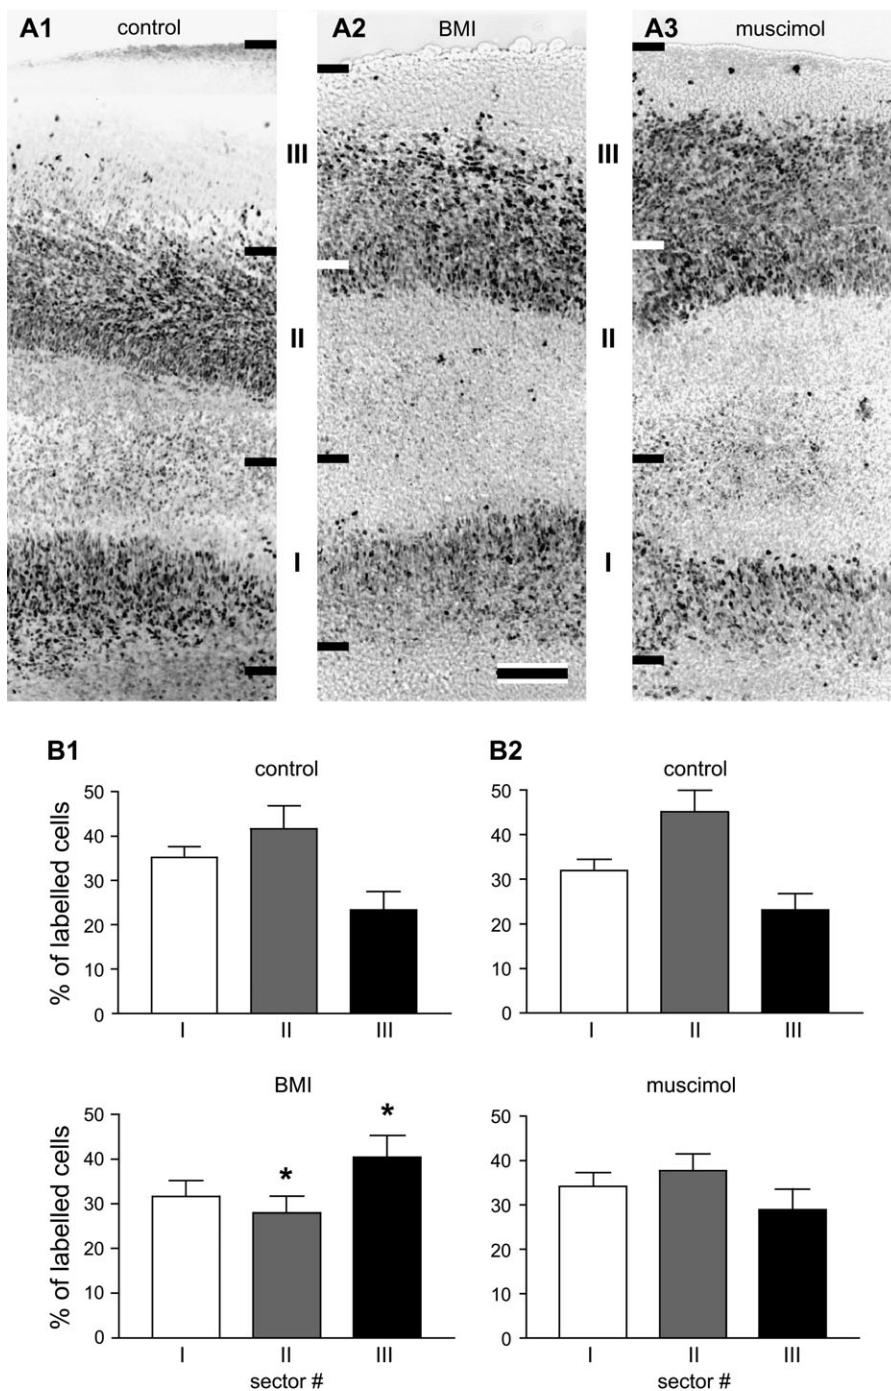 A1 control
A2 BMI
A3 muscimol
III III
II II
I I
B1
control
% of labelled cells
50
40
30
20
10
0
I II III
B2
control
50
40
30
20
10
0
I II III
BMI
% of labelled cells
50
40
30
20
10
0
* *
I II III
sector #
muscimol
50
40
30
20
10
0
I II III
sector #